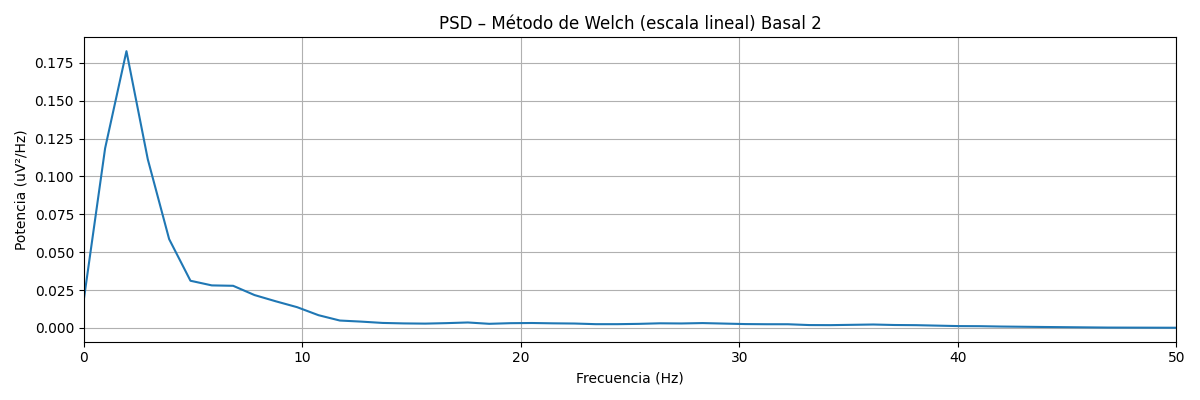 PSD – Método de Welch (escala lineal) Basal 2
Potencia (uV²/Hz)
0.175
0.150
0.125
0.100
0.075
0.050
0.025
0.000
0 10 20 30 40 50
Frecuencia (Hz)